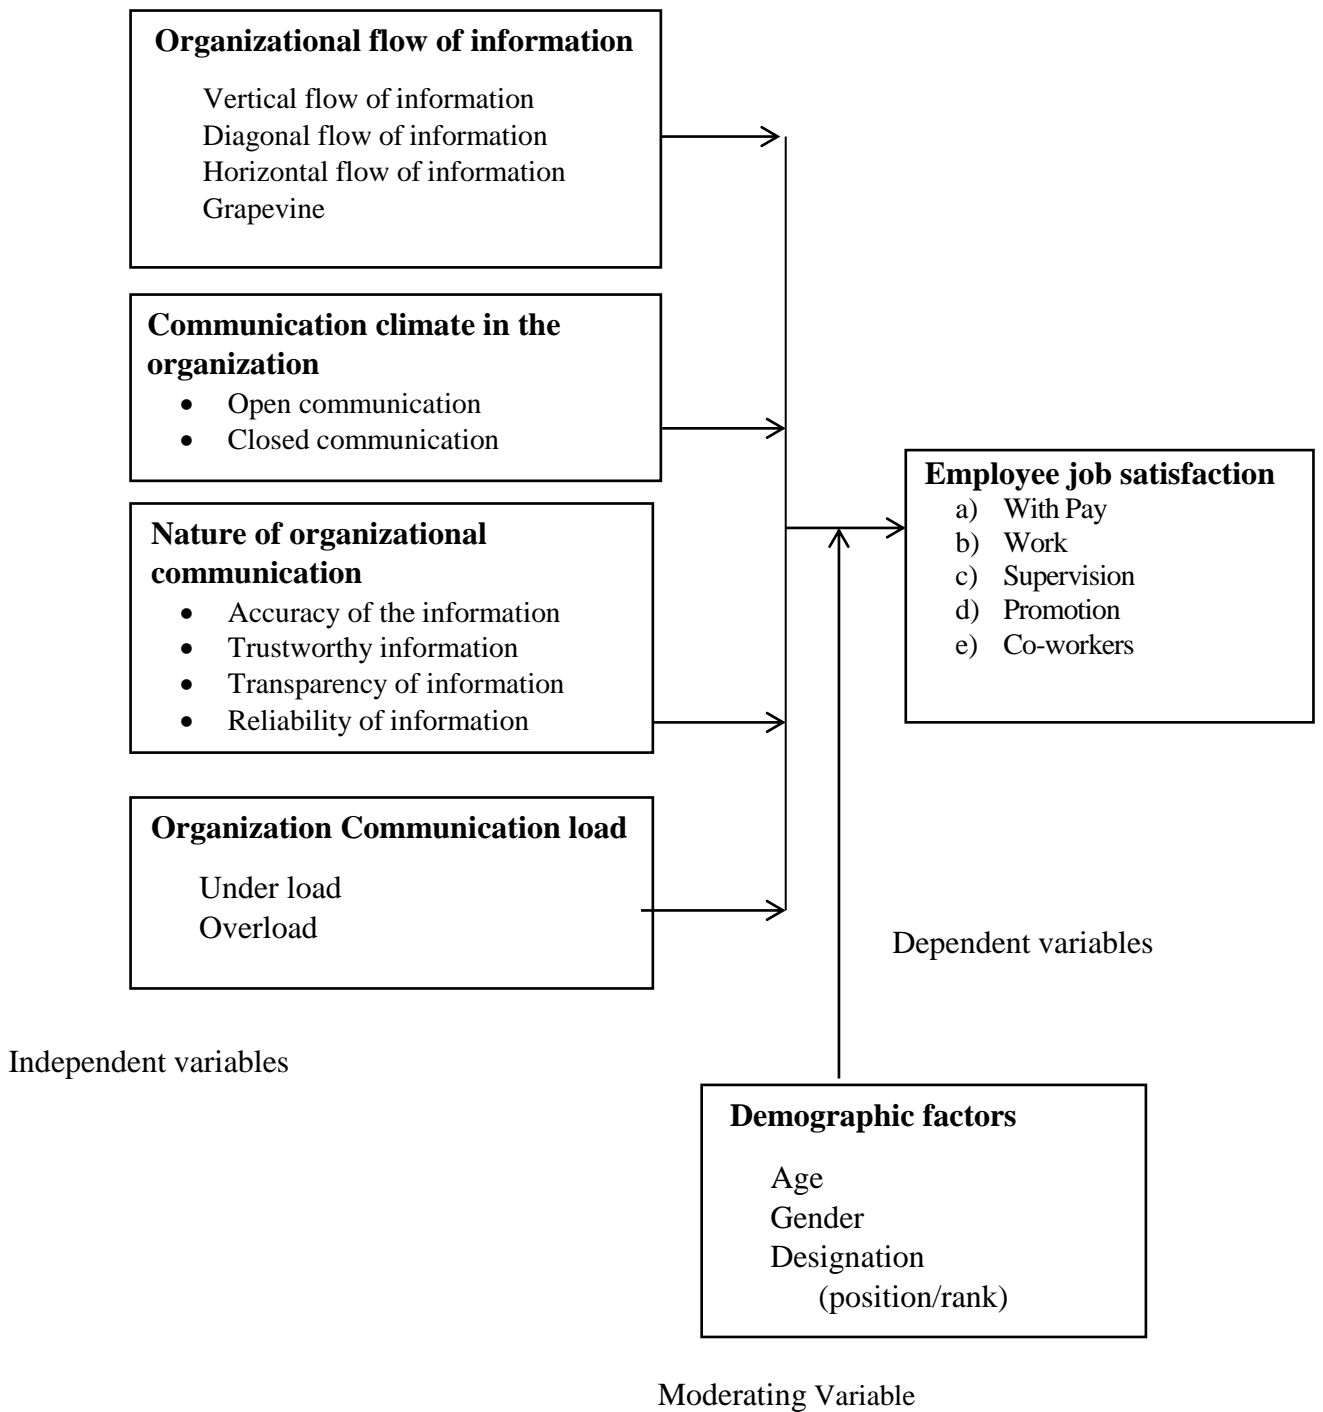 Organizational flow of information
Vertical flow of information
Diagonal flow of information
Horizontal flow of information
Grapevine
Communication climate in the
organization
• Open communication
• Closed communication
Nature of organizational
communication
• Accuracy of the information
• Trustworthy information
• Transparency of information
• Reliability of information
Organization Communication load
Under load
Overload
Independent variables
Employee job satisfaction
a) With Pay
b) Work
c) Supervision
d) Promotion
e) Co-workers
Dependent variables
Demographic factors
Age
Gender
Designation
(position/rank)
Moderating Variable